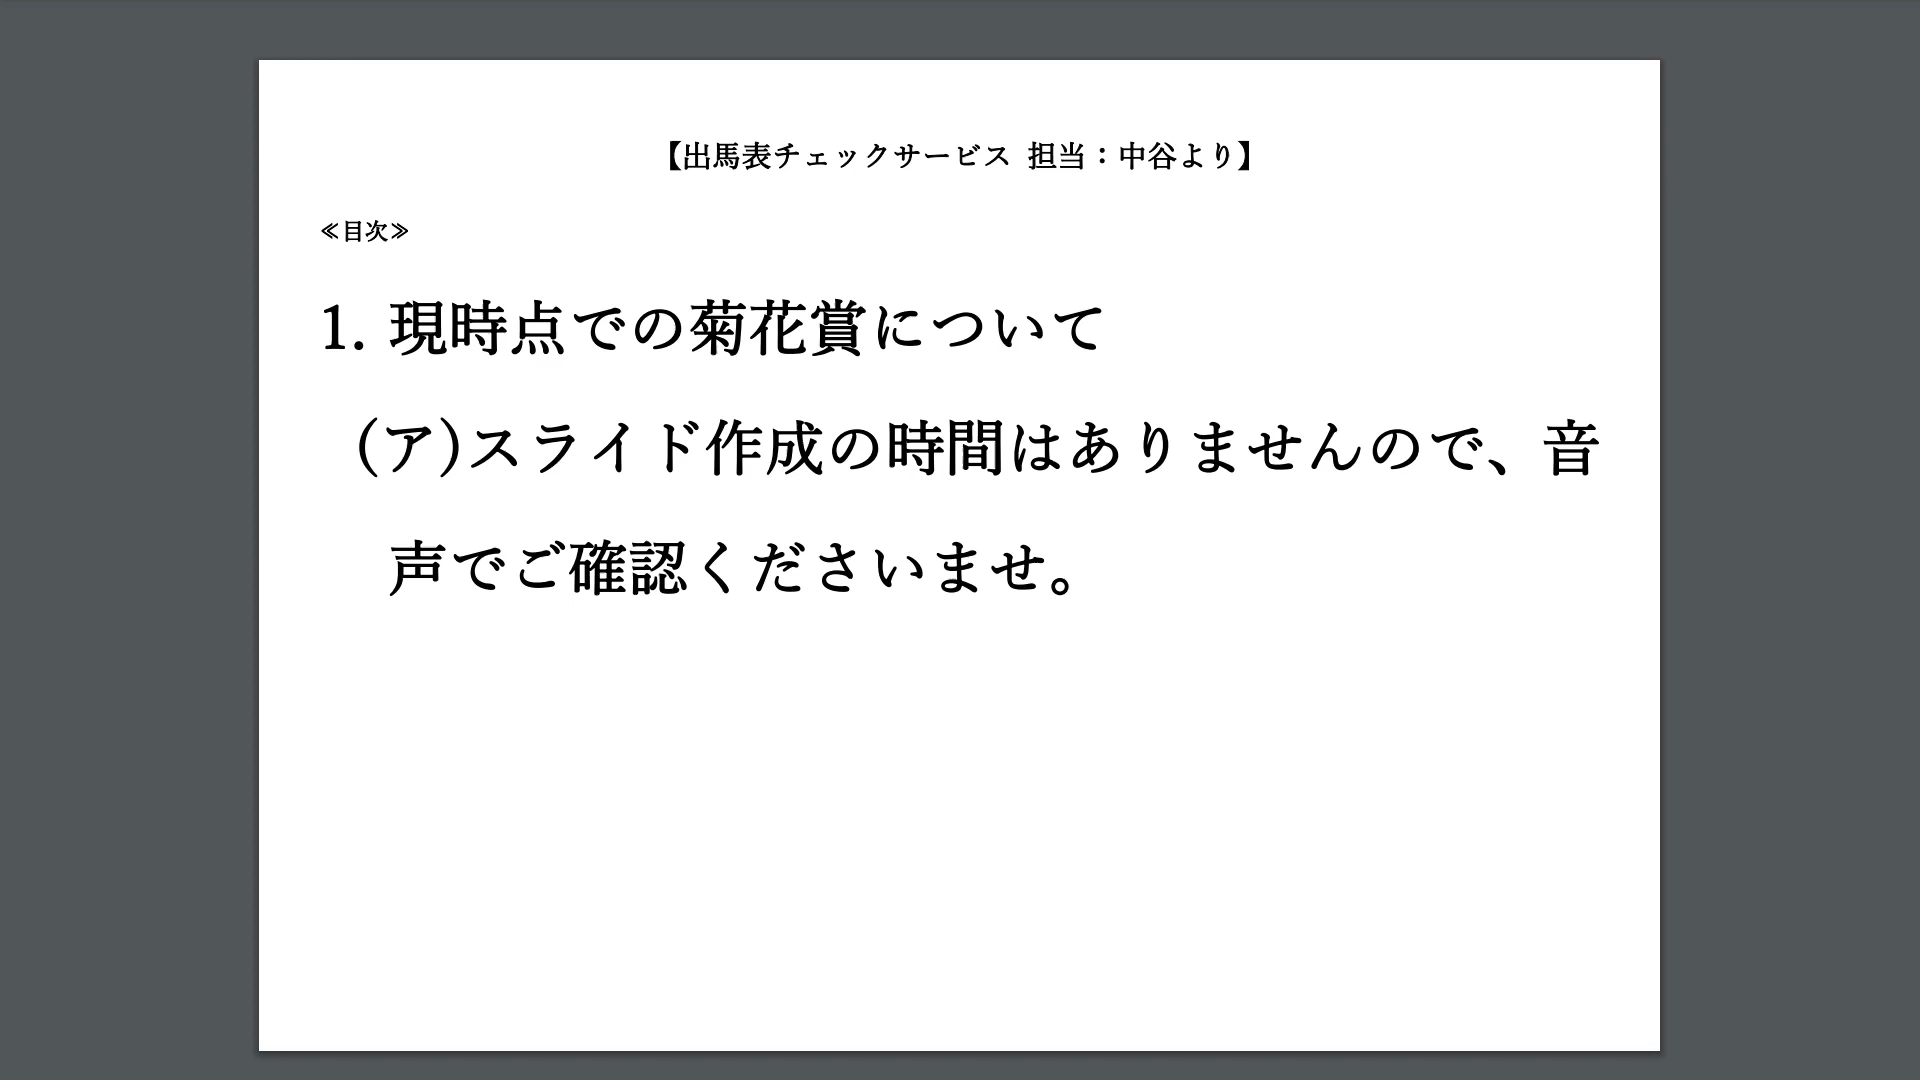 【出馬表チェックサービス 担当：中谷より】
≪目次≫
1. 現時点での菊花賞について
(ア)スライド作成の時間はありませんので、音
声でご確認くださいませ。